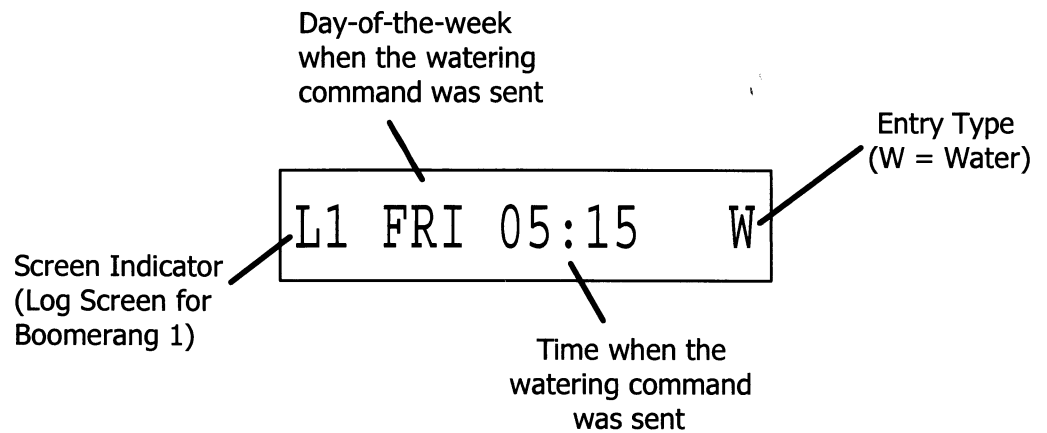 Day-of-the-week
when the watering
command was sent
Entry Type
(W = Water)
L1 FRI 05:15 W
Screen Indicator
(Log Screen for
Boomerang 1)
Time when the
watering command
was sent